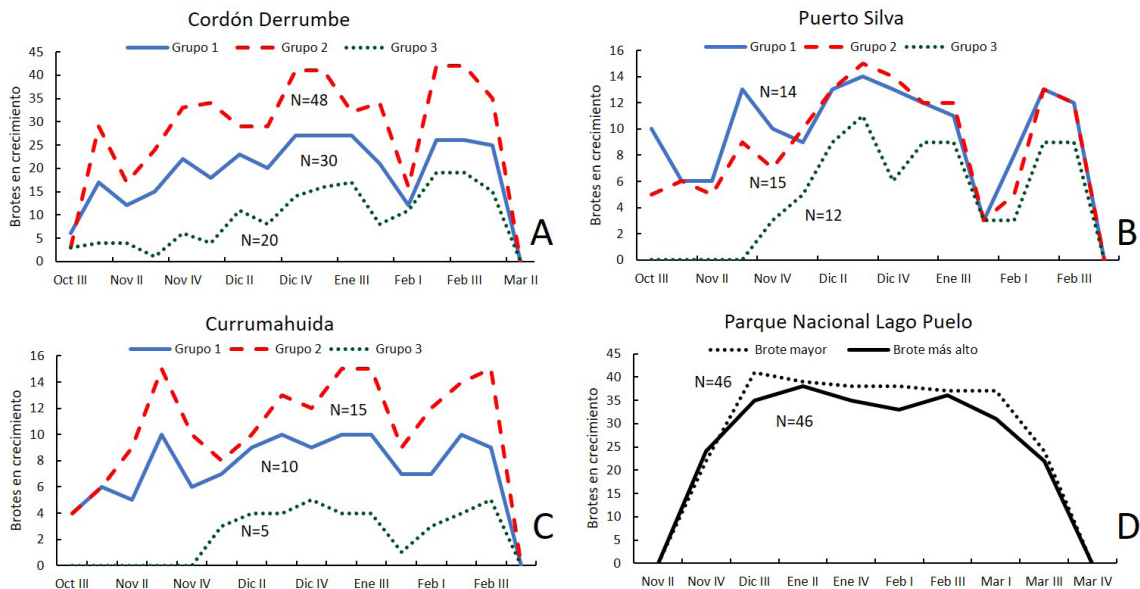 Cordón Derrumbe
Grupo 1 Grupo 2 Grupo 3
Brotes en crecimiento
45
40
35
30
25
20
15
10
5
0
N=48
N=30
N=20
A
Oct III Nov II Nov IV Dic II Dic IV Ene III Feb I Feb III Mar II
Puerto Silva
Grupo 1 Grupo 2 Grupo 3
Brotes en crecimiento
16
14
12
10
8
6
4
2
0
N=14
N=15
N=12
B
Oct III Nov II Nov IV Dic II Dic IV Ene III Feb I Feb III
Currumahuida
Grupo 1 Grupo 2 Grupo 3
Brotes en crecimiento
16
14
12
10
8
6
4
2
0
N=15
N=10
N=5
C
Oct III Nov II Nov IV Dic II Dic IV Ene III Feb I Feb III
Parque Nacional Lago Puelo
Brote mayor Brote más alto
Brotes en crecimiento
45
40
35
30
25
20
15
10
5
0
N=46
N=46
D
Nov II Nov IV Dic III Ene II Ene IV Feb II Feb III Mar I Mar III Mar IV